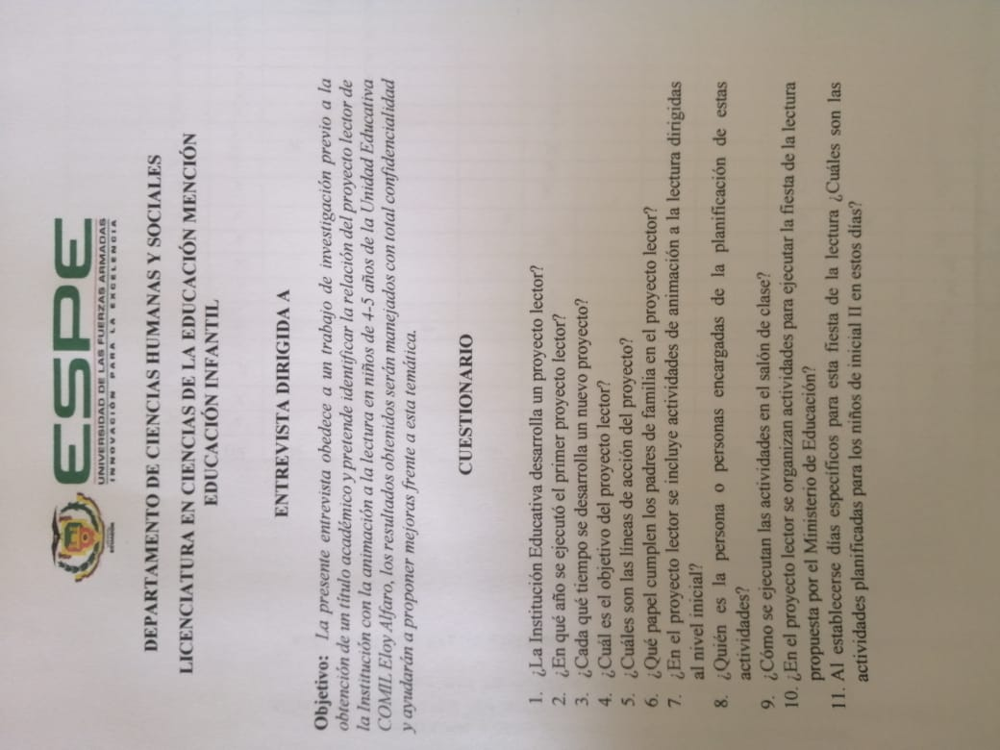 ESPE
UNIVERSIDAD DE LAS FUERZAS ARMADAS
INNOVACIÓN PARA LA EXCELENCIA
ECUADOR
DEPARTAMENTO DE CIENCIAS HUMANAS Y SOCIALES
LICENCIATURA EN CIENCIAS DE LA EDUCACIÓN MENCIÓN
EDUCACIÓN INFANTIL
ENTREVISTA DIRIGIDA A
Objetivo: La presente entrevista obedece a un trabajo de investigación previo a la
obtención de un título académico y pretende identificar la relación del proyecto lector de
la Institución con la animación a la lectura en niños de 4-5 años de la Unidad Educativa
COMIL Eloy Alfaro, los resultados obtenidos serán manejados con total confidencialidad
y ayudarán a proponer mejoras frente a esta temática.
CUESTIONARIO
1. ¿La Institución Educativa desarrolla un proyecto lector?
2. ¿En qué año se ejecutó el primer proyecto lector?
3. ¿Cada qué tiempo se desarrolla un nuevo proyecto?
4. ¿Cuál es el objetivo del proyecto lector?
5. ¿Cuáles son las líneas de acción del proyecto?
6. ¿Qué papel cumplen los padres de familia en el proyecto lector?
7. ¿En el proyecto lector se incluye actividades de animación a la lectura dirigidas
al nivel inicial?
8. ¿Quién es la persona o personas encargadas de la planificación de estas
actividades?
9. ¿Cómo se ejecutan las actividades en el salón de clase?
10. ¿En el proyecto lector se organizan actividades para ejecutar la fiesta de la lectura
propuesta por el Ministerio de Educación?
11. Al establecerse días específicos para esta fiesta de la lectura ¿Cuáles son las
actividades planificadas para los niños de inicial II en estos días?